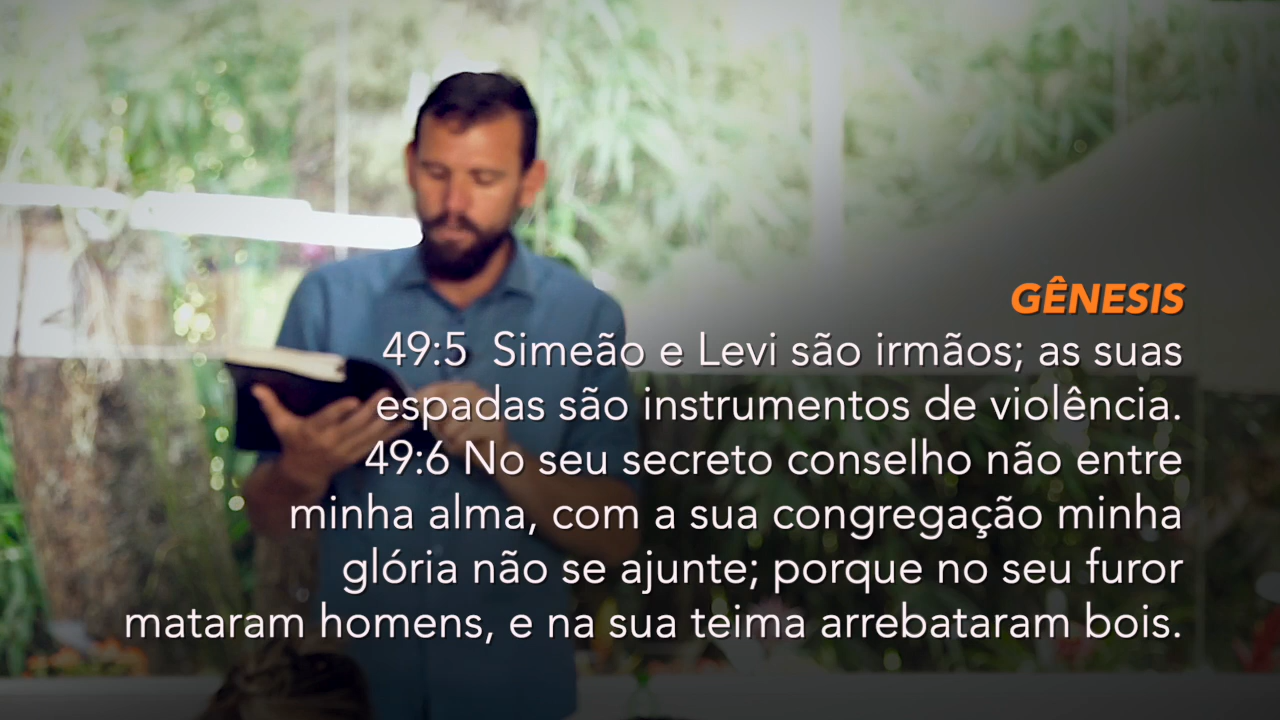 GÊNESIS
49:5 Simeão e Levi são irmãos; as suas
espadas são instrumentos de violência.
49:6 No seu secreto conselho não entre
minha alma, com a sua congregação minha
glória não se ajunte; porque no seu furor
mataram homens, e na sua teima arrebataram bois.